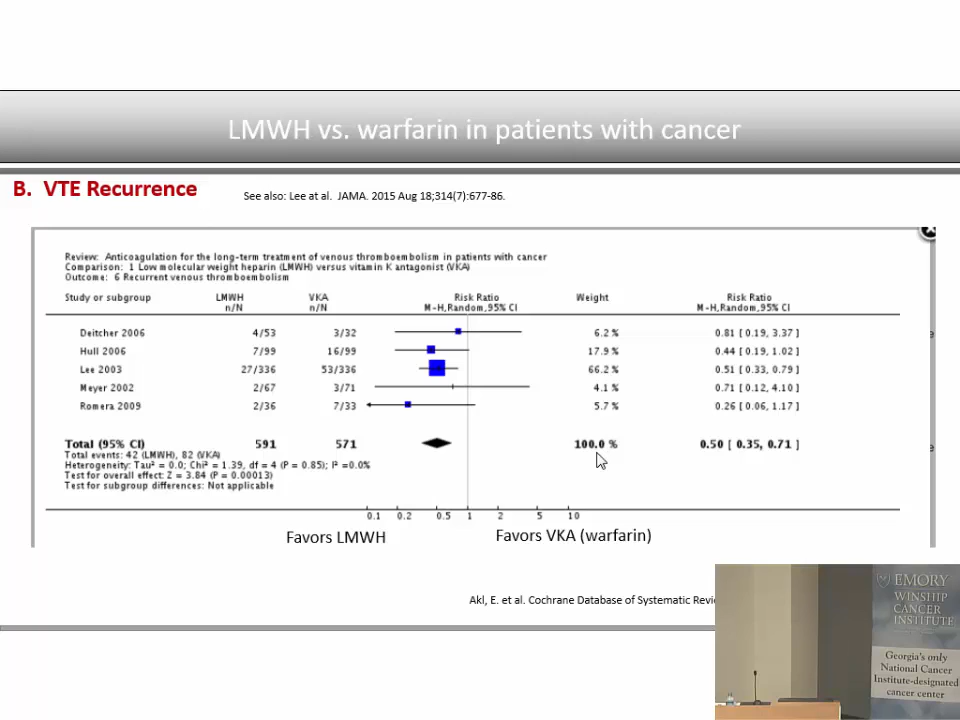 LMWH vs. warfarin in patients with cancer
B. VTE Recurrence
See also: Lee at al. JAMA. 2015 Aug 18;314(7):677-86.
Review: Anticoagulation for the long-term treatment of venous thromboembolism in patients with cancer
Comparison: 1 Low molecular weight heparin (LMWH) versus vitamin K antagonist (VKA)
Outcome: 6 Recurrent venous thromboembolism
Study or subgroup LMWH VKA Risk Ratio Weight Risk Ratio
n/N n/N M-H,Random,95% CI M-H,Random,95% CI
Deitcher 2006 4/53 3/32 6.2 % 0.81 [ 0.19, 3.37 ]
Hull 2006 7/99 16/99 17.9 % 0.44 [ 0.19, 1.02 ]
Lee 2003 27/336 53/336 66.2 % 0.51 [ 0.33, 0.79 ]
Meyer 2002 2/67 3/71 4.1 % 0.71 [ 0.12, 4.10 ]
Romera 2009 2/36 7/33 5.7 % 0.26 [ 0.06, 1.17 ]
Total (95% CI) 591 571 100.0 % 0.50 [ 0.35, 0.71 ]
Total events: 42 (LMWH), 82 (VKA)
Heterogeneity: Tau² = 0.0; Chi² = 1.39, df = 4 (P = 0.85); I² =0.0%
Test for overall effect: Z = 3.84 (P = 0.00013)
Test for subgroup differences: Not applicable
0.1 0.2 0.5 1 2 5 10
Favors LMWH Favors VKA (warfarin)
Akl, E. et al. Cochrane Database of Systematic
EMORY
WINSHIP
CANCER
INSTITUTE
Georgia's only
National Cancer
Institute-designated
cancer center